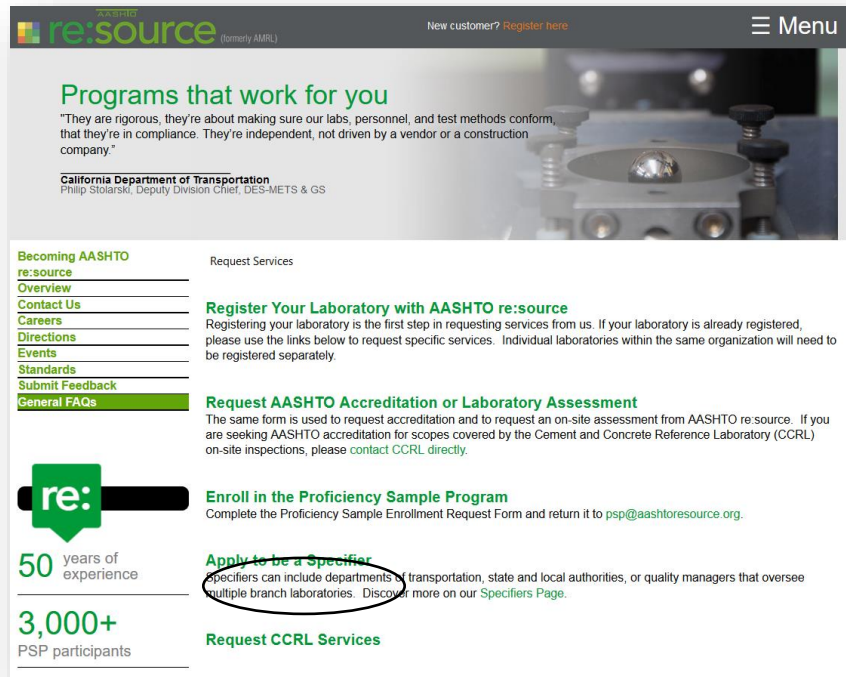 AASHTO
re:source (formerly AMRL)
New customer? Register here
☰ Menu
Programs that work for you
"They are rigorous, they're about making sure our labs, personnel, and test methods conform,
that they're in compliance. They're independent, not driven by a vendor or a construction
company."
California Department of Transportation
Philip Stolarski, Deputy Division Chief, DES-METS & GS
Becoming AASHTO
re:source
Overview
Contact Us
Careers
Directions
Events
Standards
Submit Feedback
General FAQs
re:
50 years of
experience
3,000+
PSP participants
Request Services
Register Your Laboratory with AASHTO re:source
Registering your laboratory is the first step in requesting services from us. If your laboratory is already registered,
please use the links below to request specific services. Individual laboratories within the same organization will need to
be registered separately.
Request AASHTO Accreditation or Laboratory Assessment
The same form is used to request accreditation and to request an on-site assessment from AASHTO re:source. If you
are seeking AASHTO accreditation for scopes covered by the Cement and Concrete Reference Laboratory (CCRL)
on-site inspections, please contact CCRL directly.
Enroll in the Proficiency Sample Program
Complete the Proficiency Sample Enrollment Request Form and return it to psp@aashtoresource.org.
Apply to be a Specifier
Specifiers can include departments of transportation, state and local authorities, or quality managers that oversee
multiple branch laboratories. Discover more on our Specifiers Page.
Request CCRL Services